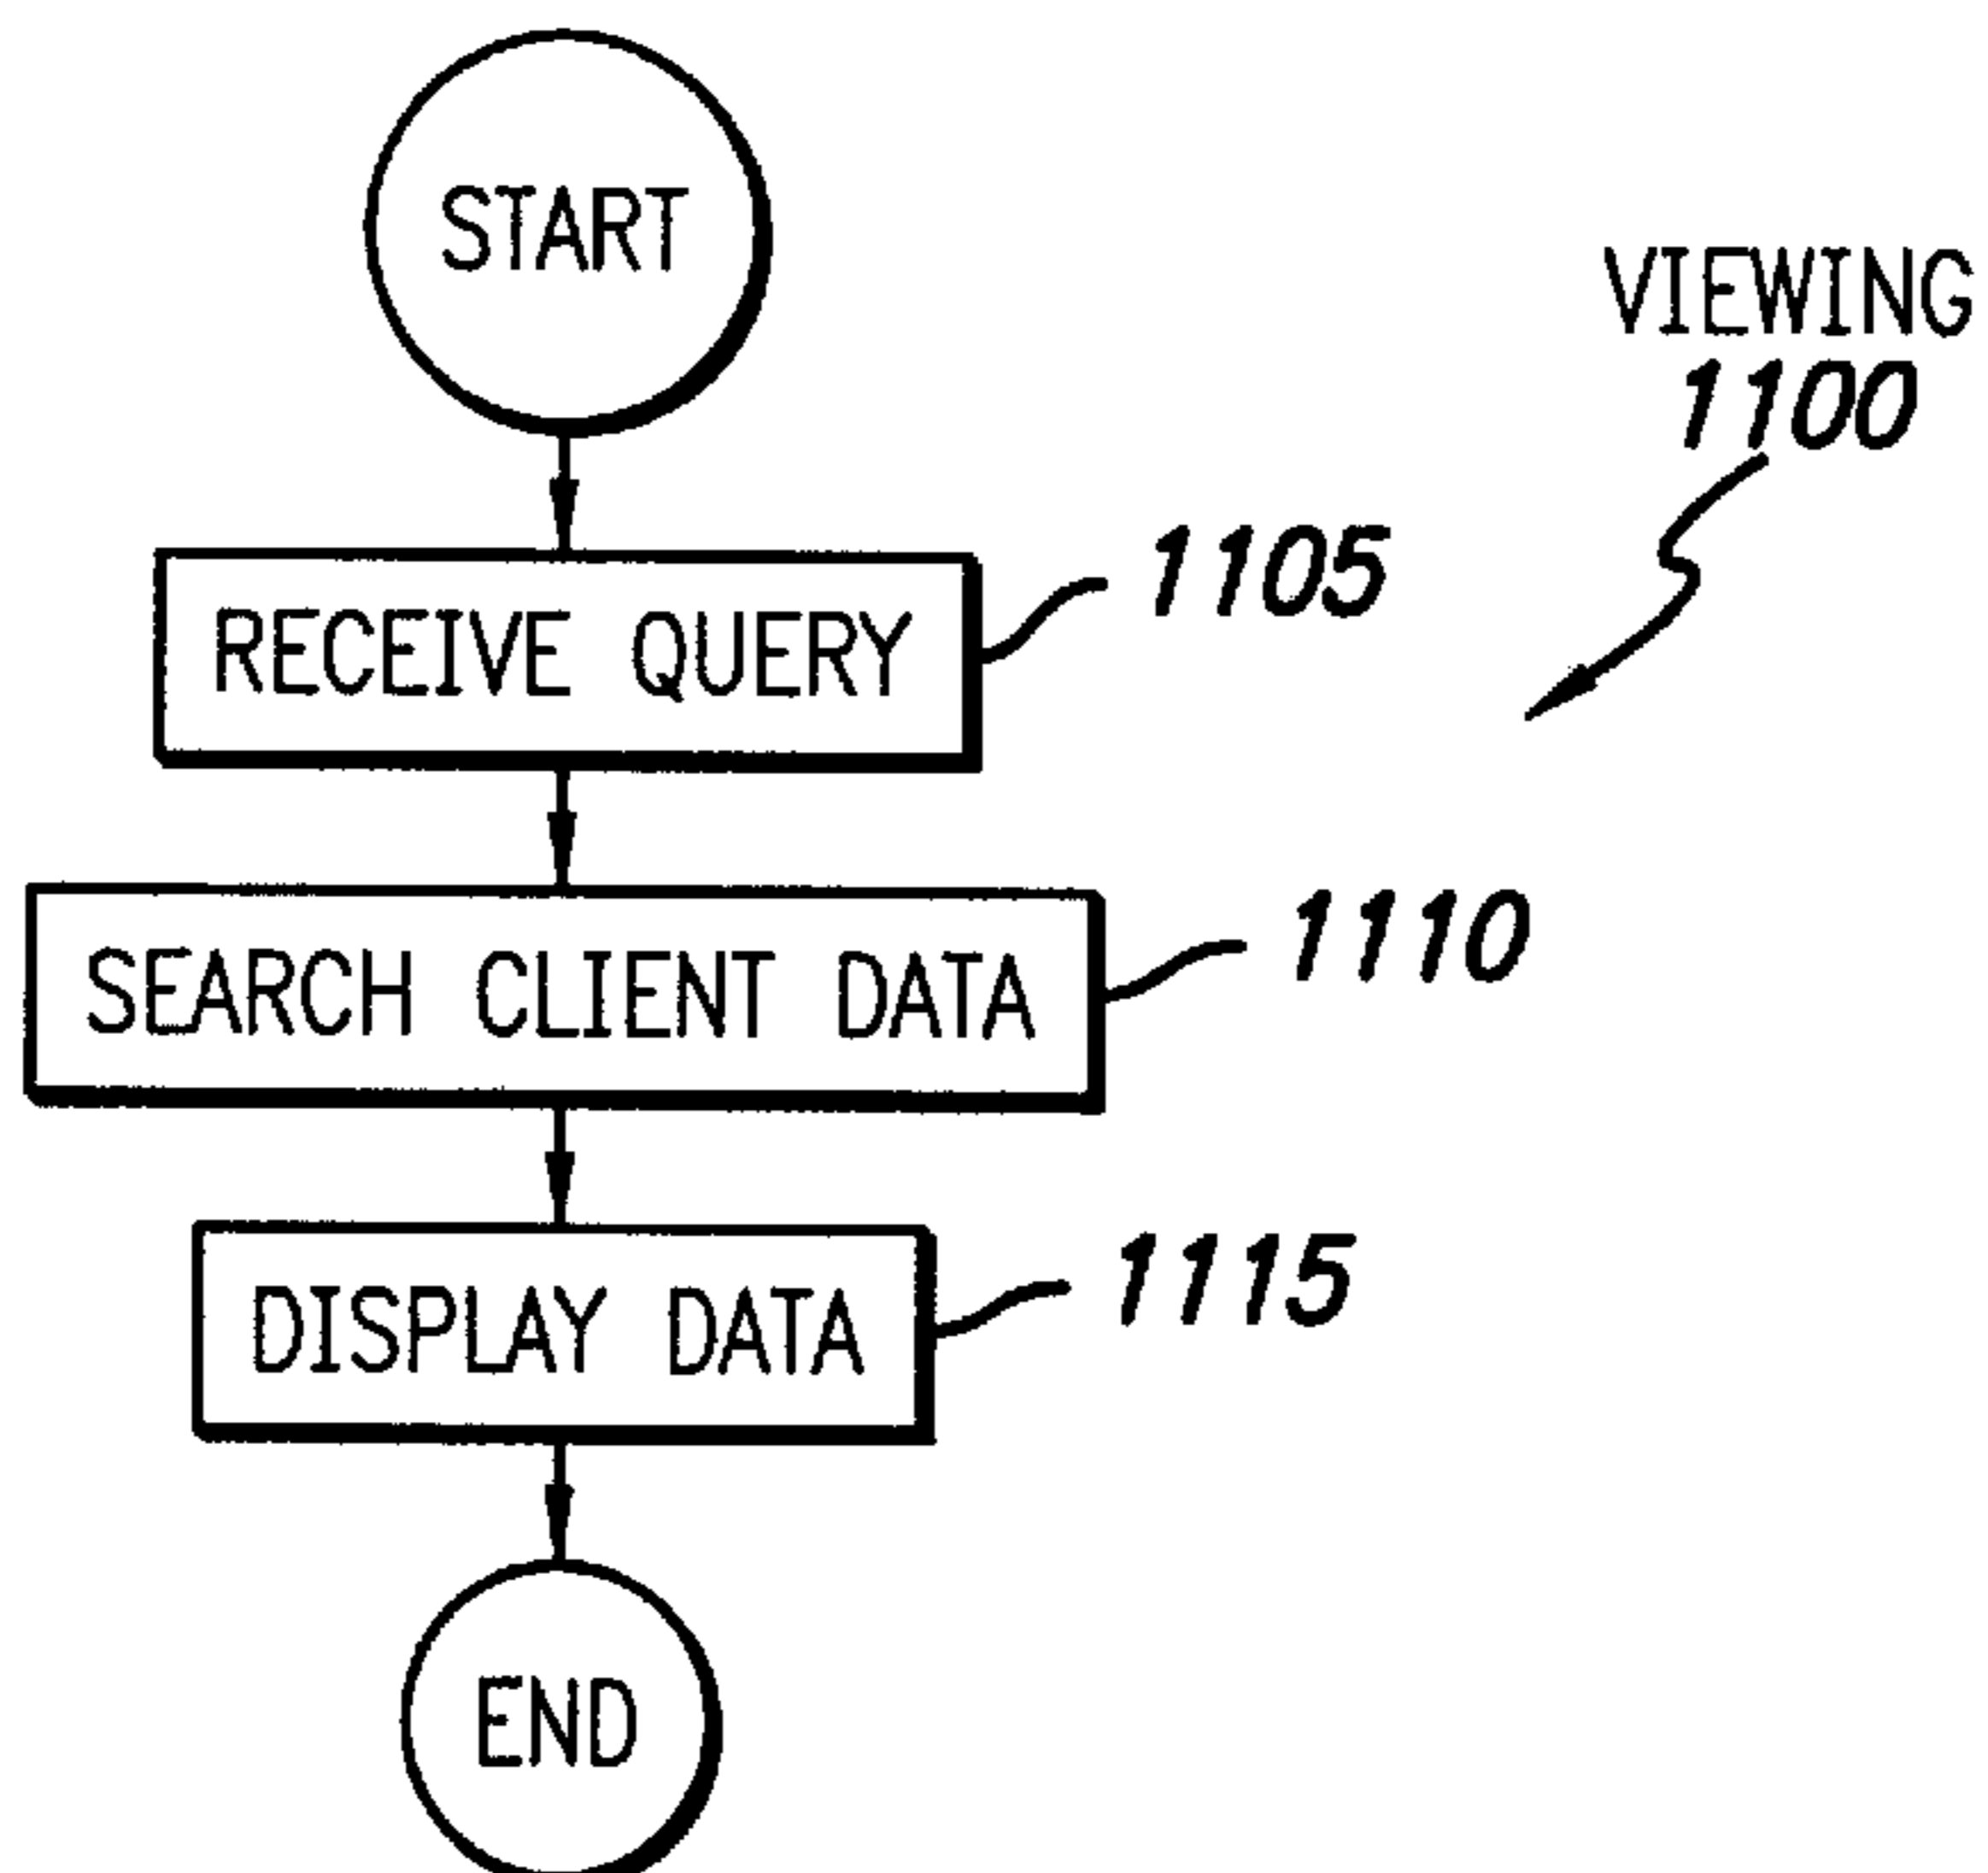 START
VIEWING
1100
RECEIVE QUERY
1105
SEARCH CLIENT DATA
1110
DISPLAY DATA
1115
END